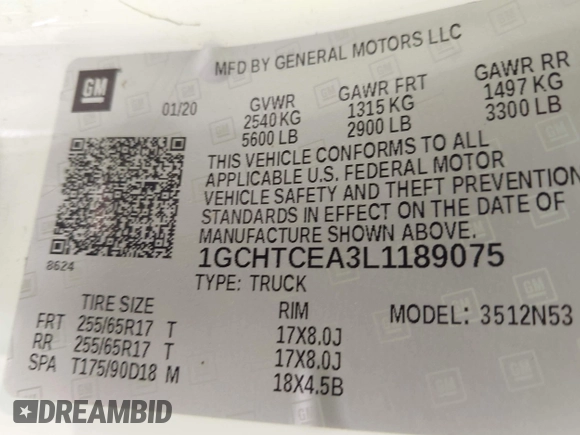 GM
MFD BY GENERAL MOTORS LLC
01/20
GVWR GAWR FRT GAWR RR
2540 KG 1315 KG 1497 KG
5600 LB 2900 LB 3300 LB
THIS VEHICLE CONFORMS TO ALL
APPLICABLE U.S. FEDERAL MOTOR
VEHICLE SAFETY AND THEFT PREVENTION
STANDARDS IN EFFECT ON THE DATE OF
MANUFACTURE SHOWN ABOVE.
8624
1GCHTCEA3L1189075
TYPE: TRUCK
TIRE SIZE RIM MODEL: 3512N53
FRT 255/65R17 T 17X8.0J
RR 255/65R17 T 17X8.0J
SPA T175/90D18 M 18X4.5B
DREAMBID